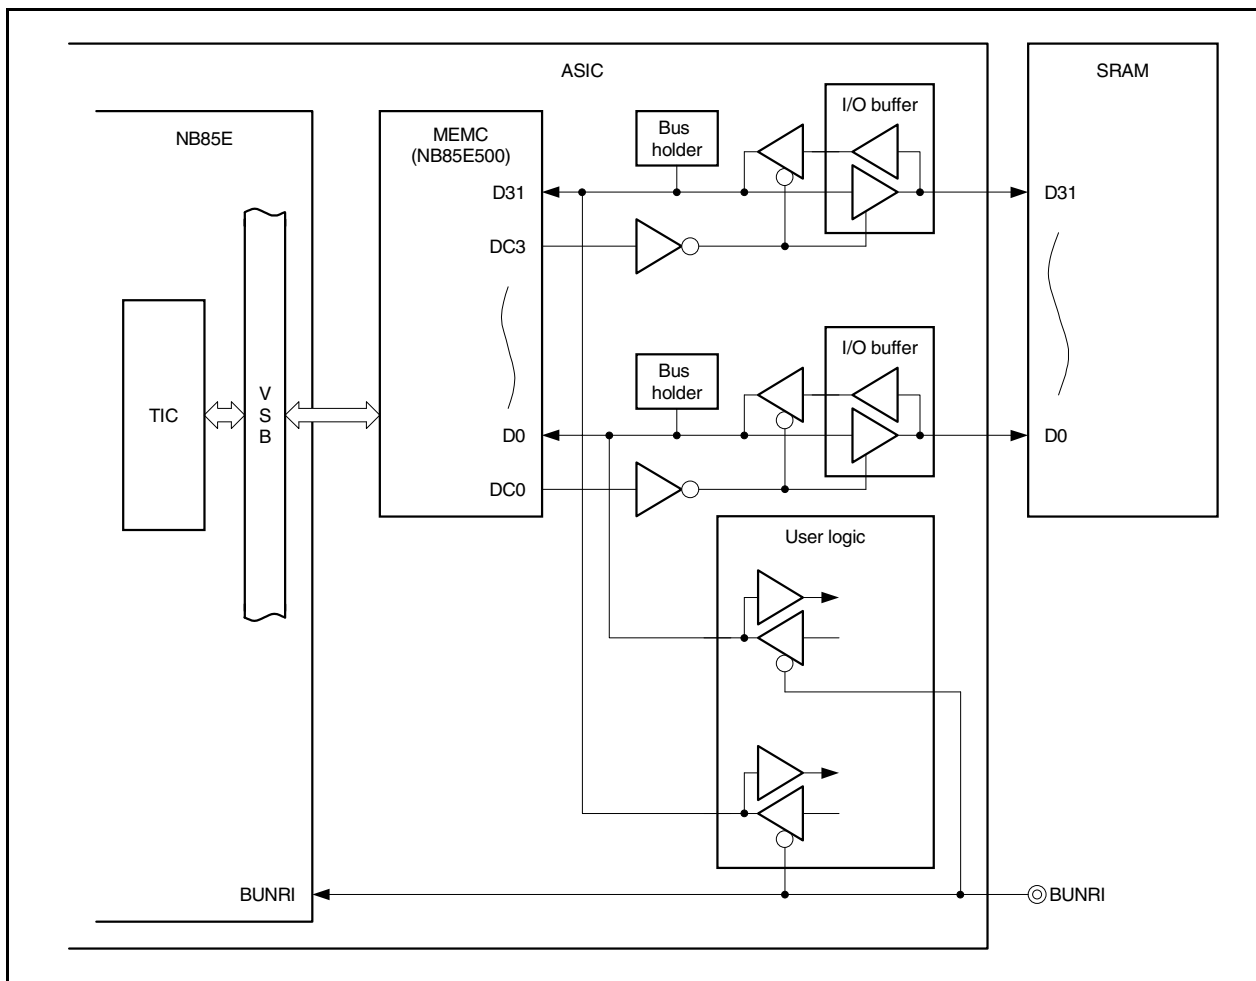 ASIC
SRAM
I/O buffer
NB85E
MEMC
(NB85E500)
Bus
holder
D31
D31
DC3
I/O buffer
Bus
holder
TIC
V
S
B
D0
D0
DC0
User logic
BUNRI
BUNRI